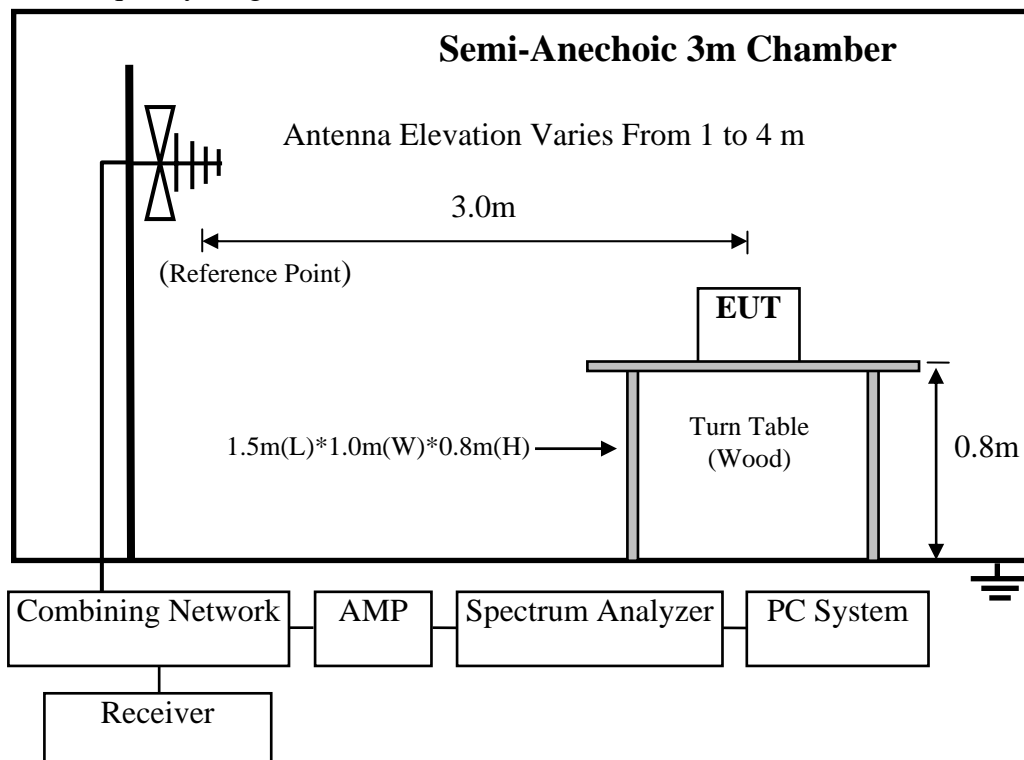 Semi-Anechoic 3m Chamber
Antenna Elevation Varies From 1 to 4 m
3.0m
(Reference Point)
EUT
1.5m(L)*1.0m(W)*0.8m(H)
Turn Table
(Wood)
0.8m
Combining Network
AMP
Spectrum Analyzer
PC System
Receiver